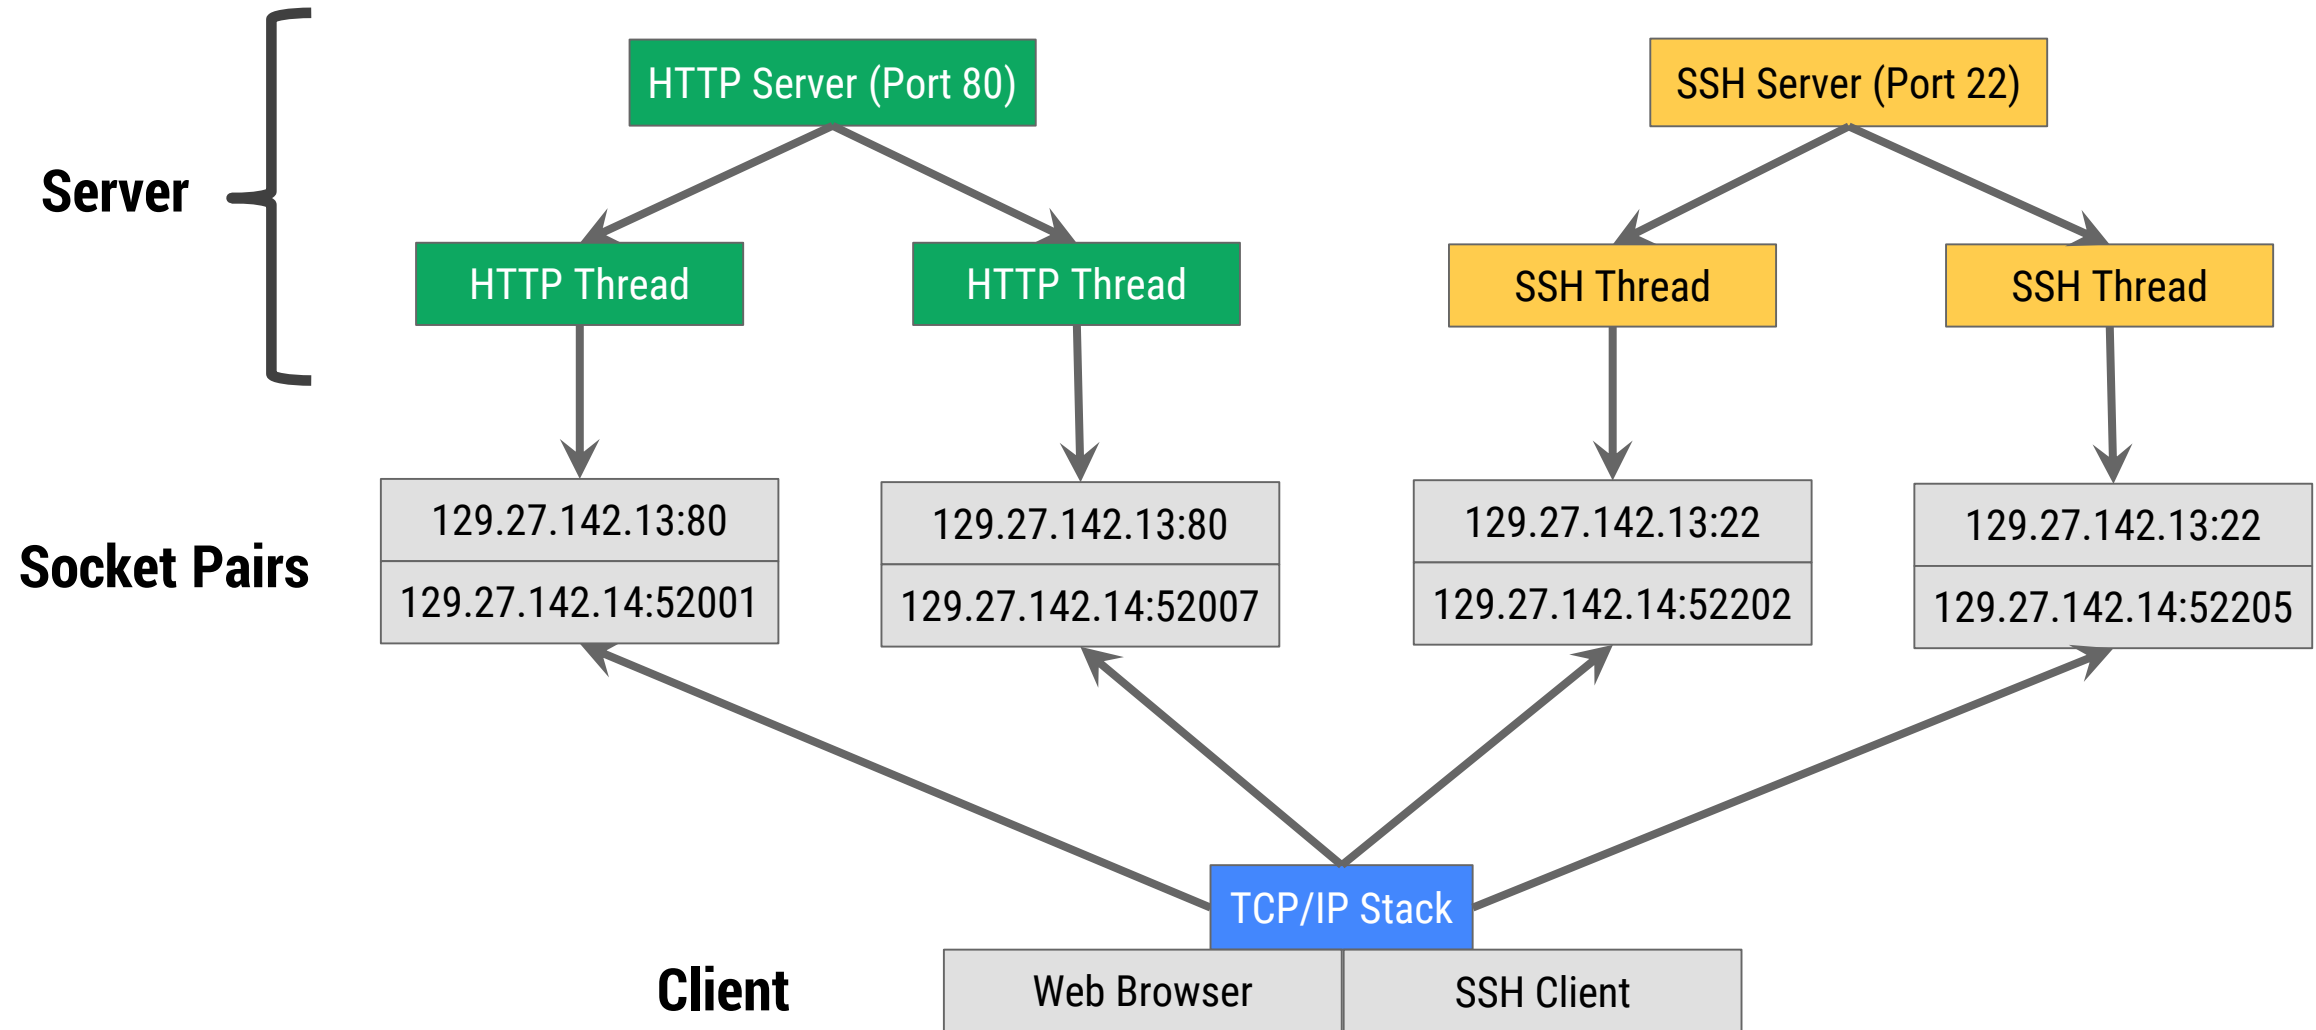 HTTP Server (Port 80)
SSH Server (Port 22)
Server
HTTP Thread
HTTP Thread
SSH Thread
SSH Thread
Socket Pairs
129.27.142.13:80
129.27.142.14:52001
129.27.142.13:80
129.27.142.14:52007
129.27.142.13:22
129.27.142.14:52202
129.27.142.13:22
129.27.142.14:52205
TCP/IP Stack
Client
Web Browser
SSH Client